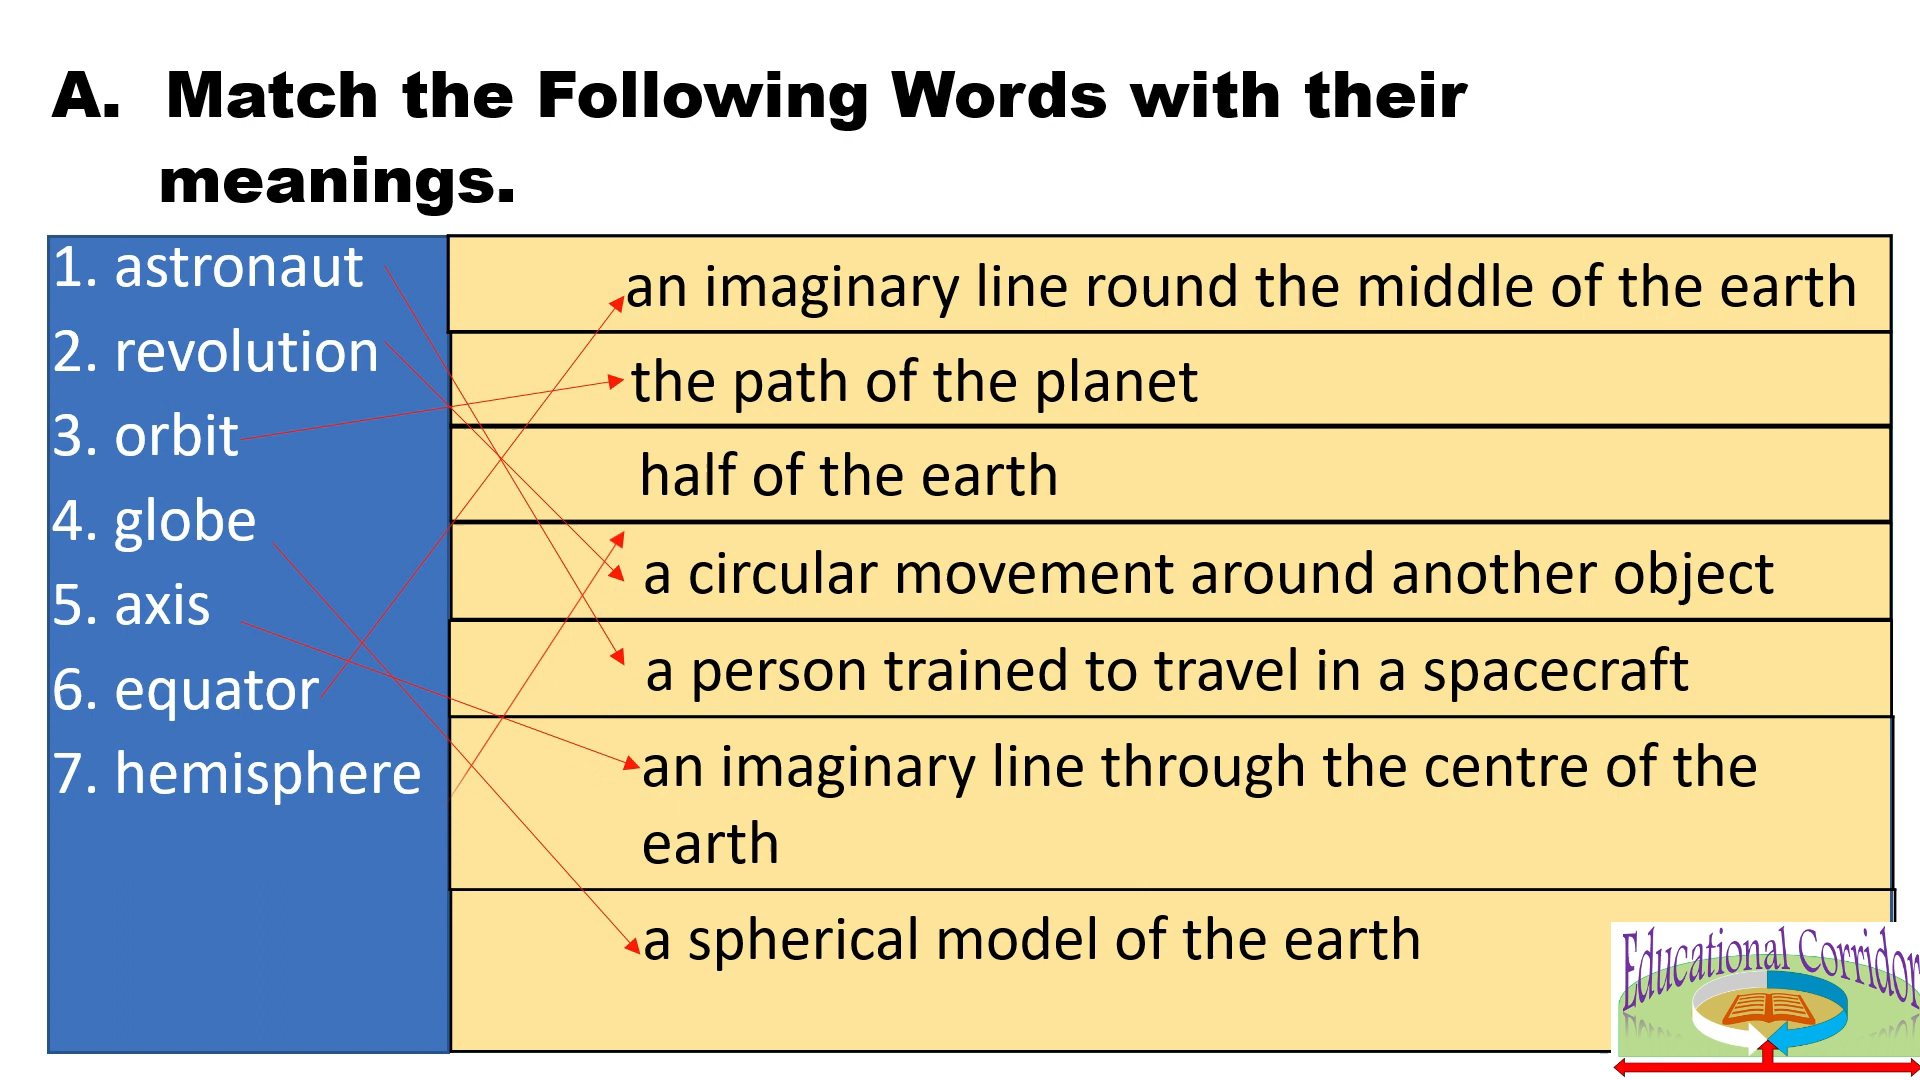 A. Match the Following Words with their
meanings.
1. astronaut
2. revolution
3. orbit
4. globe
5. axis
6. equator
7. hemisphere
an imaginary line round the middle of the earth
the path of the planet
half of the earth
a circular movement around another object
a person trained to travel in a spacecraft
an imaginary line through the centre of the
earth
a spherical model of the earth
Educational Corridor